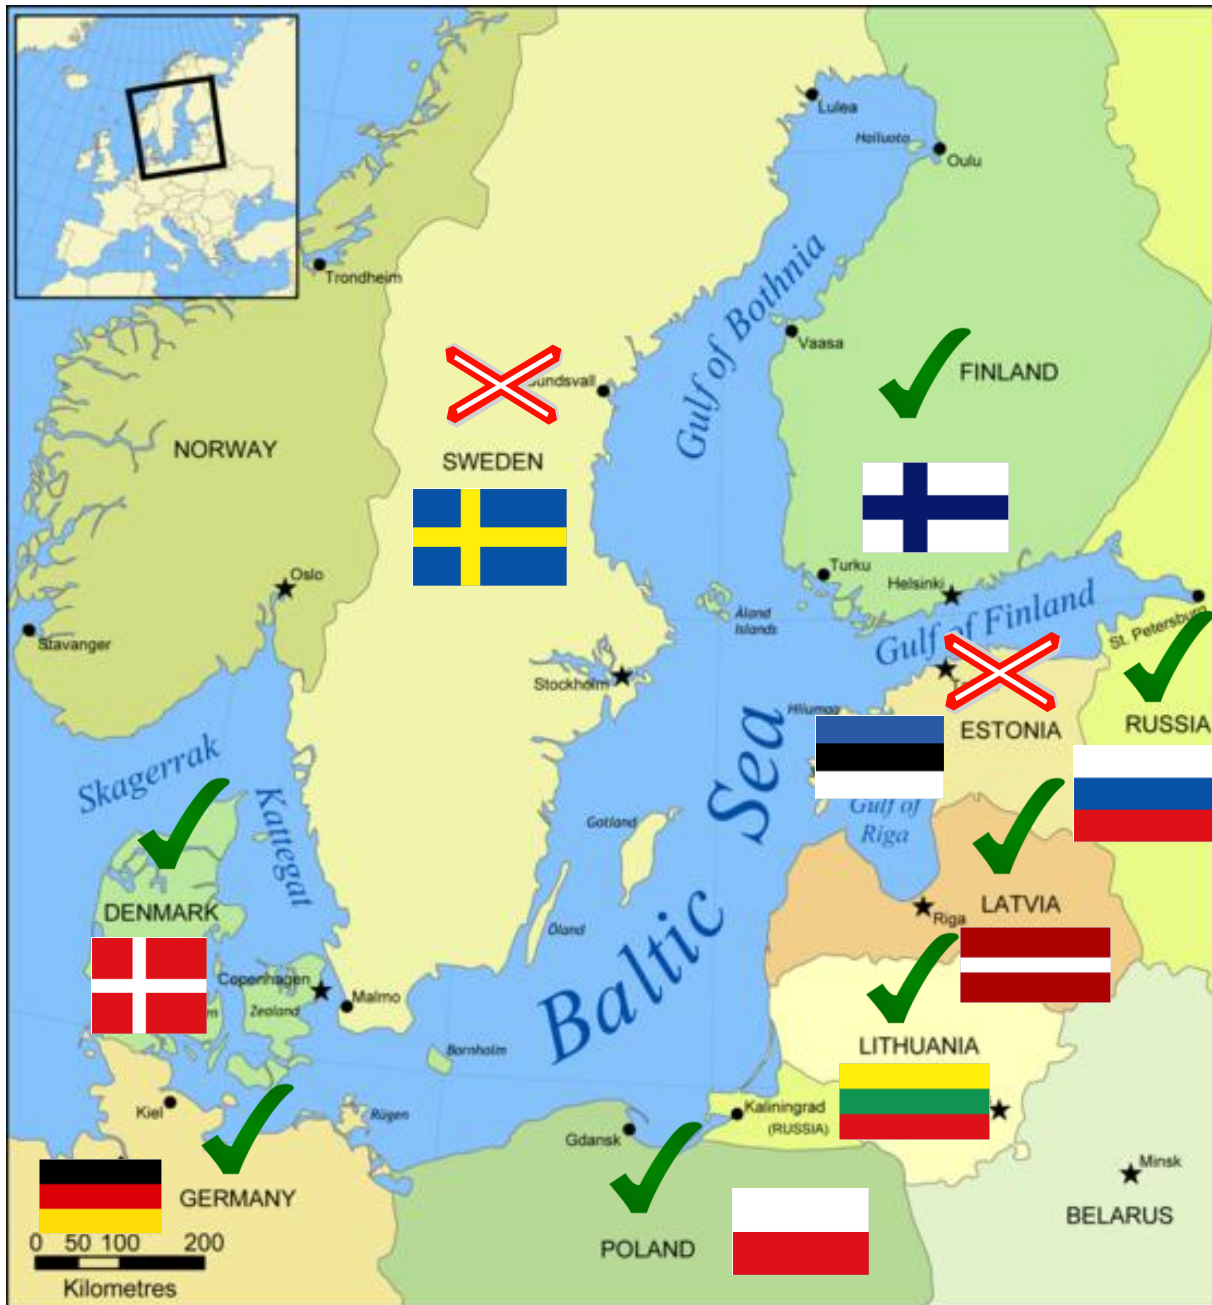 Lulea
Halluoto
Oulu
Trondheim
Gulf of Bothnia
Vaasa
FINLAND
NORWAY
SWEDEN
Oslo
Turku
Helsinki
Stavanger
Åland
Islands
Gulf of Finland
St. Petersburg
Stockholm
Hiiumaa
ESTONIA
RUSSIA
Skagerrak
Kattegat
Baltic Sea
Gotland
Gulf of
Riga
DENMARK
Öland
Riga
LATVIA
Copenhagen
Malmo
Zealand
Bornholm
LITHUANIA
Kiel
Rügen
Gdansk
Kaliningrad
(RUSSIA)
Minsk
GERMANY
BELARUS
POLAND
0 50 100 200
Kilometres